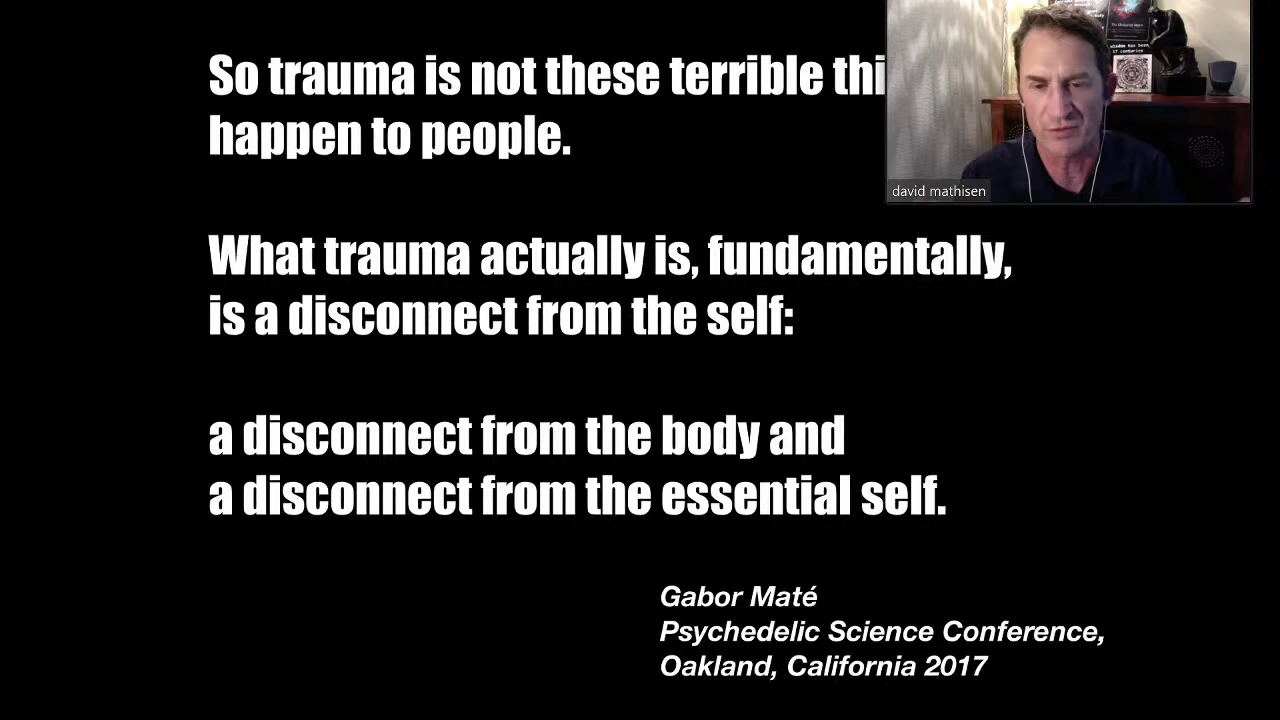 So trauma is not these terrible thi
happen to people.
What trauma actually is, fundamentally,
is a disconnect from the self:
a disconnect from the body and
a disconnect from the essential self.
Gabor Maté
Psychedelic Science Conference,
Oakland, California 2017
david mathisen